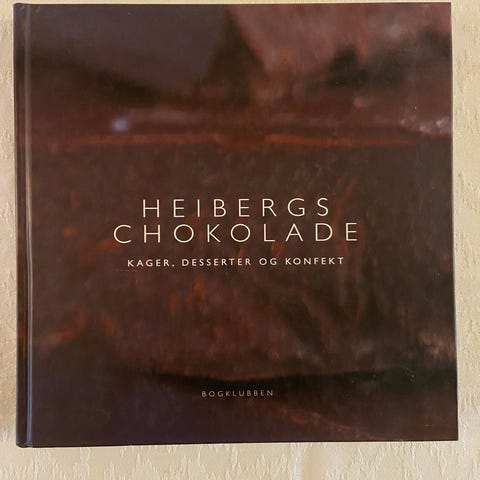 HEIBERGS
CHOKOLADE
KAGER, DESSERTER OG KONFEKT
BOGKLUBBEN